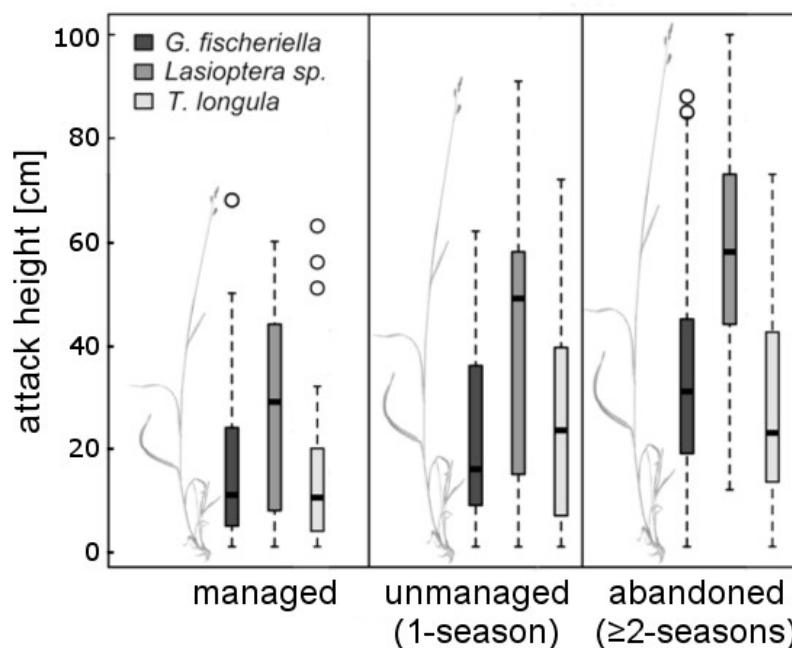 100
80
60
40
20
0
attack height [cm]
G. fischeriella
Lasioptera sp.
T. longula
managed
unmanaged
(1-season)
abandoned
(≥2-seasons)